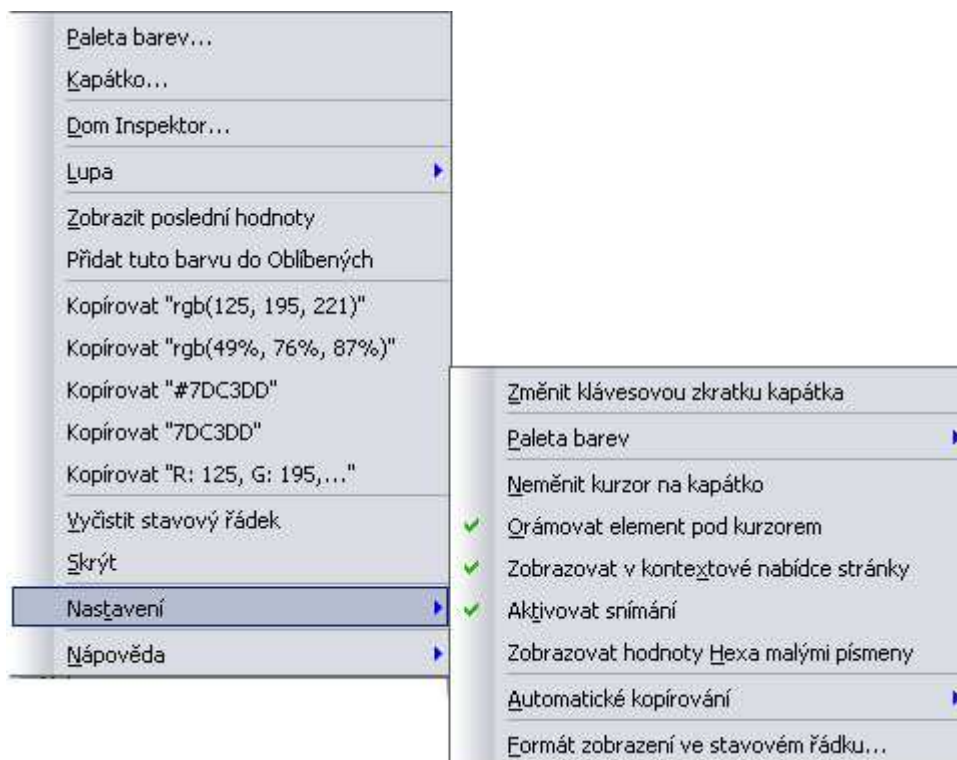 Paleta barev...
Kapátko...
Dom Inspektor...
Lupa
Zobrazit poslední hodnoty
Přidat tuto barvu do Oblíbených
Kopírovat "rgb(125, 195, 221)"
Kopírovat "rgb(49%, 76%, 87%)"
Kopírovat "#7DC3DD"
Kopírovat "7DC3DD"
Kopírovat "R: 125, G: 195,..."
Vyčistit stavový řádek
Skrýt
Nastavení
Nápověda
Změnit klávesovou zkratku kapátka
Paleta barev
Neměnit kurzor na kapátko
Orámovat element pod kurzorem
Zobrazovat v kontextové nabídce stránky
Aktivovat snímání
Zobrazovat hodnoty Hexa malými písmeny
Automatické kopírování
Formát zobrazení ve stavovém řádku...